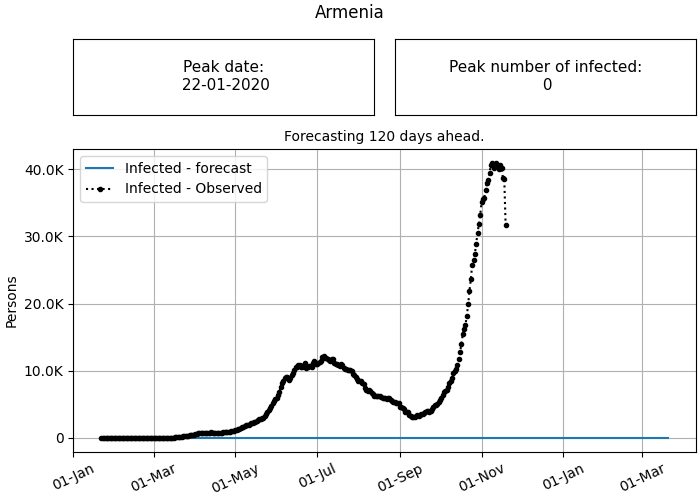 Armenia
Peak date:
22-01-2020
Peak number of infected:
0
Forecasting 120 days ahead.
Infected - forecast
Infected - Observed
40.0K
30.0K
20.0K
10.0K
0
Persons
01-Jan
01-Mar
01-May
01-Jul
01-Sep
01-Nov
01-Jan
01-Mar